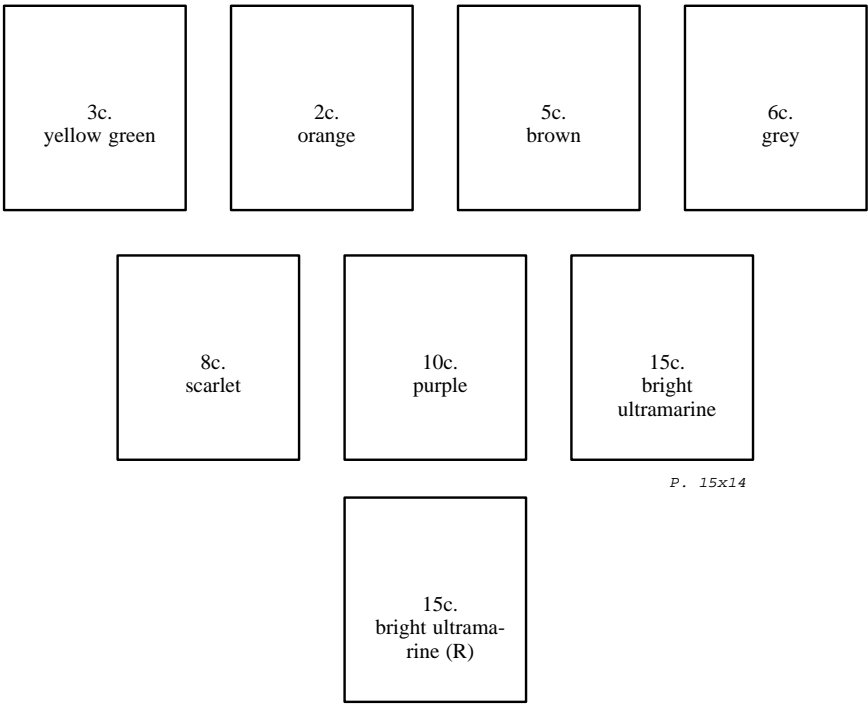 3c.
yellow green
2c.
orange
5c.
brown
6c.
grey
8c.
scarlet
10c.
purple
15c.
bright
ultramarine
P. 15x14
15c.
bright ultrama-
rine (R)